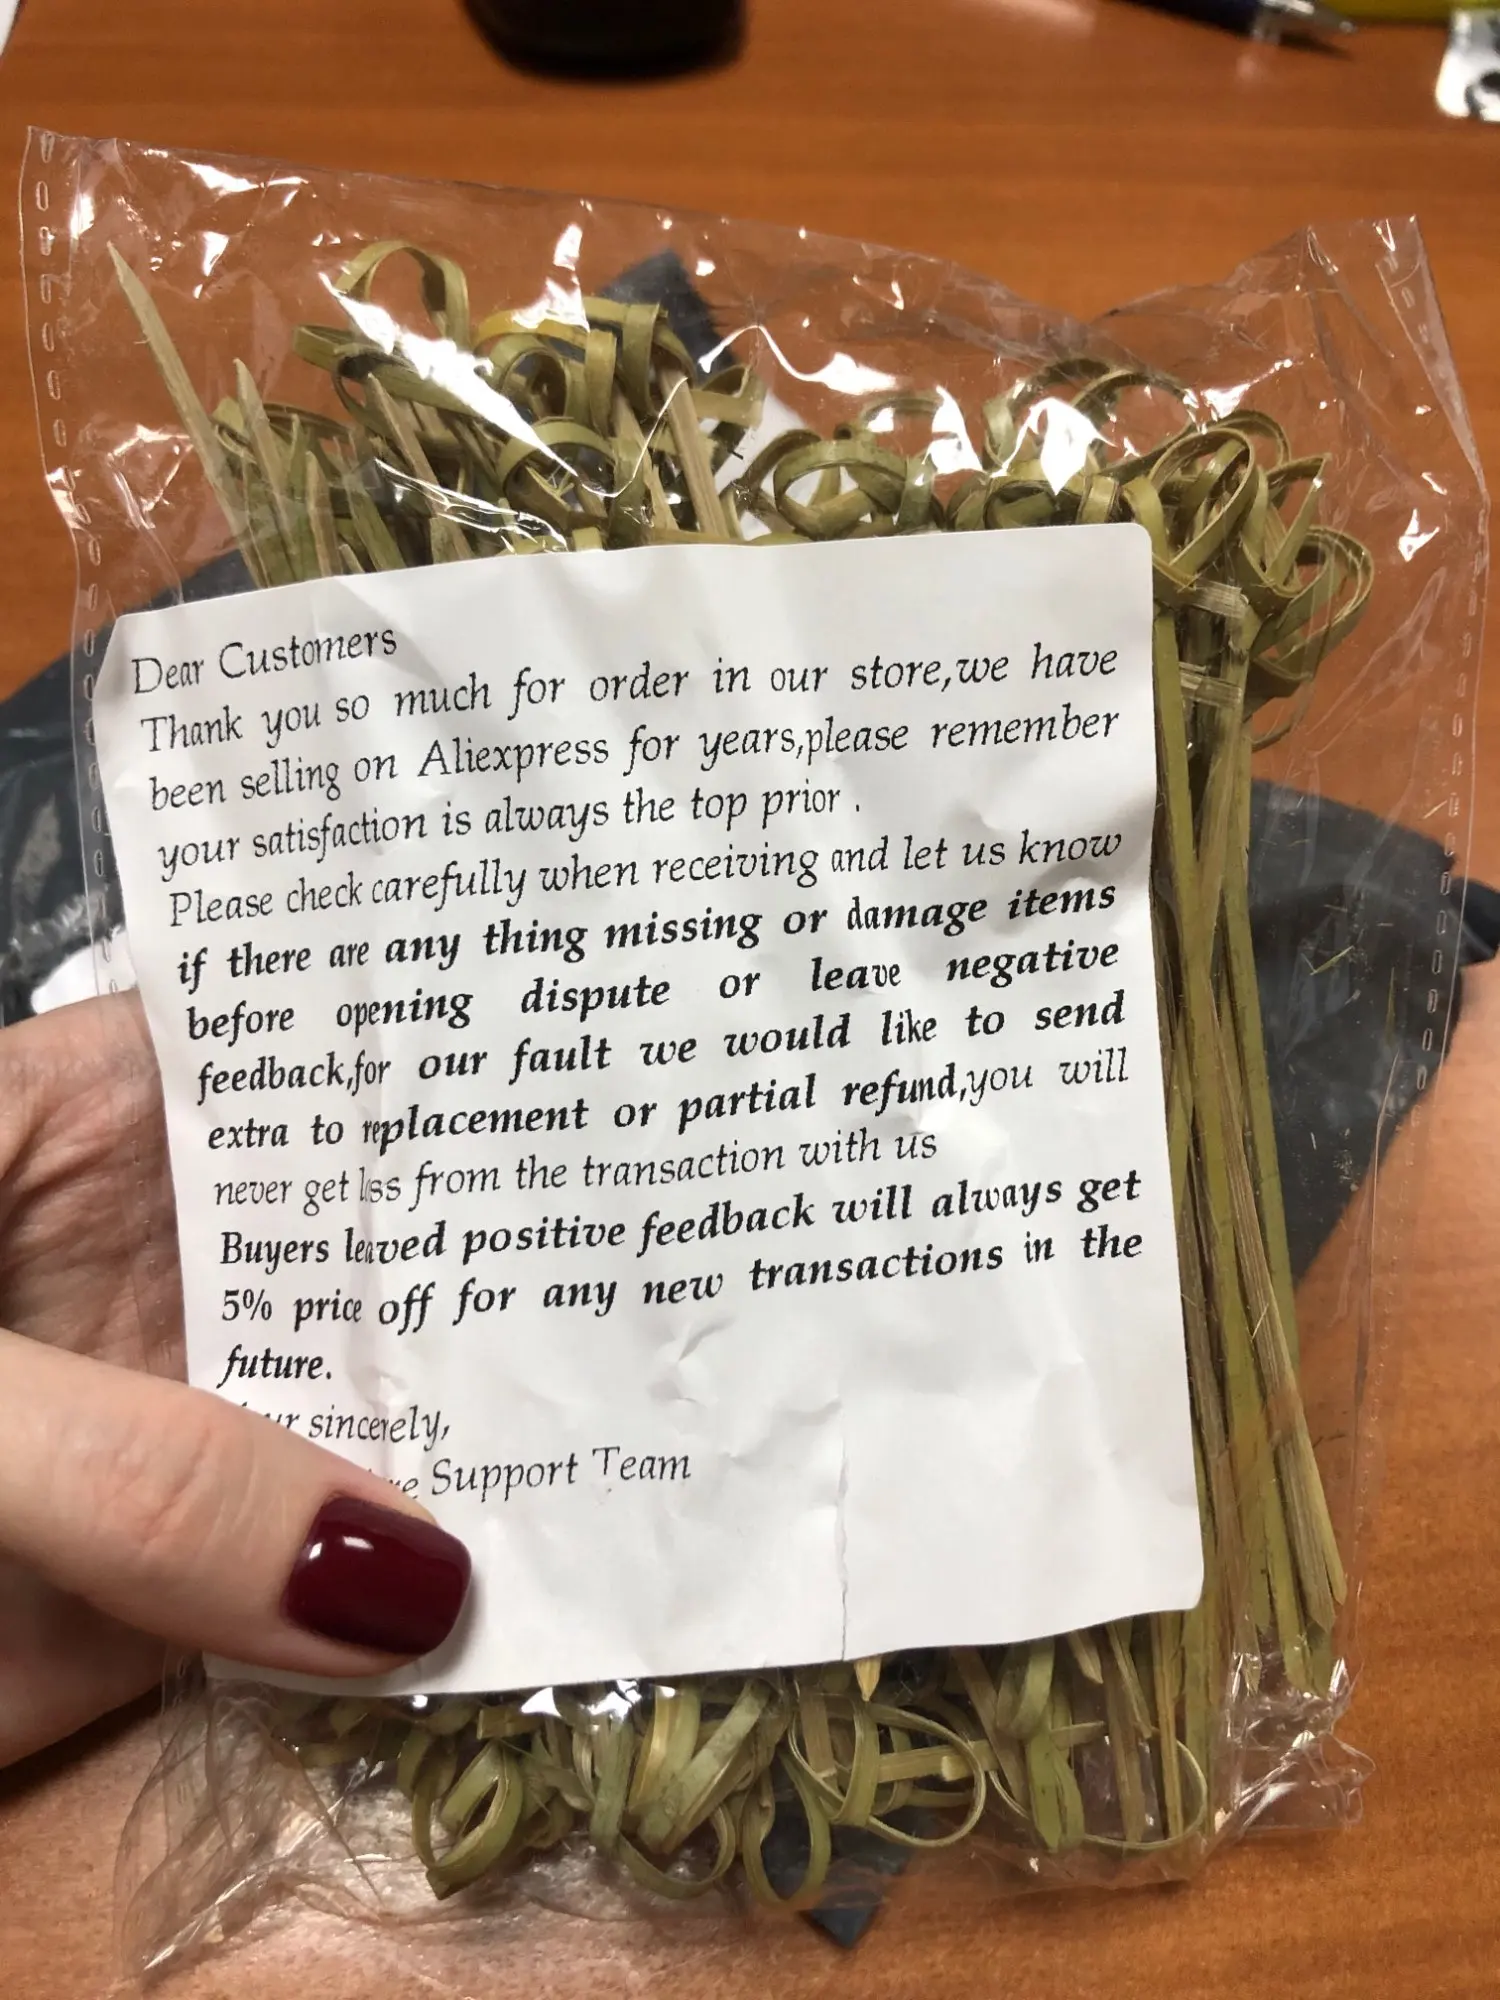 Dear Customers
Thank you so much for order in our store,we have
been selling on Aliexpress for years,please remember
your satisfaction is always the top prior .
Please check carefully when receiving and let us know
if there are any thing missing or damage items
before opening dispute or leave negative
feedback,for our fault we would like to send
extra to replacement or partial refund,you will
never get loss from the transaction with us
Buyers leaved positive feedback will always get
5% price off for any new transactions in the
future.
sincerely,
Support Team